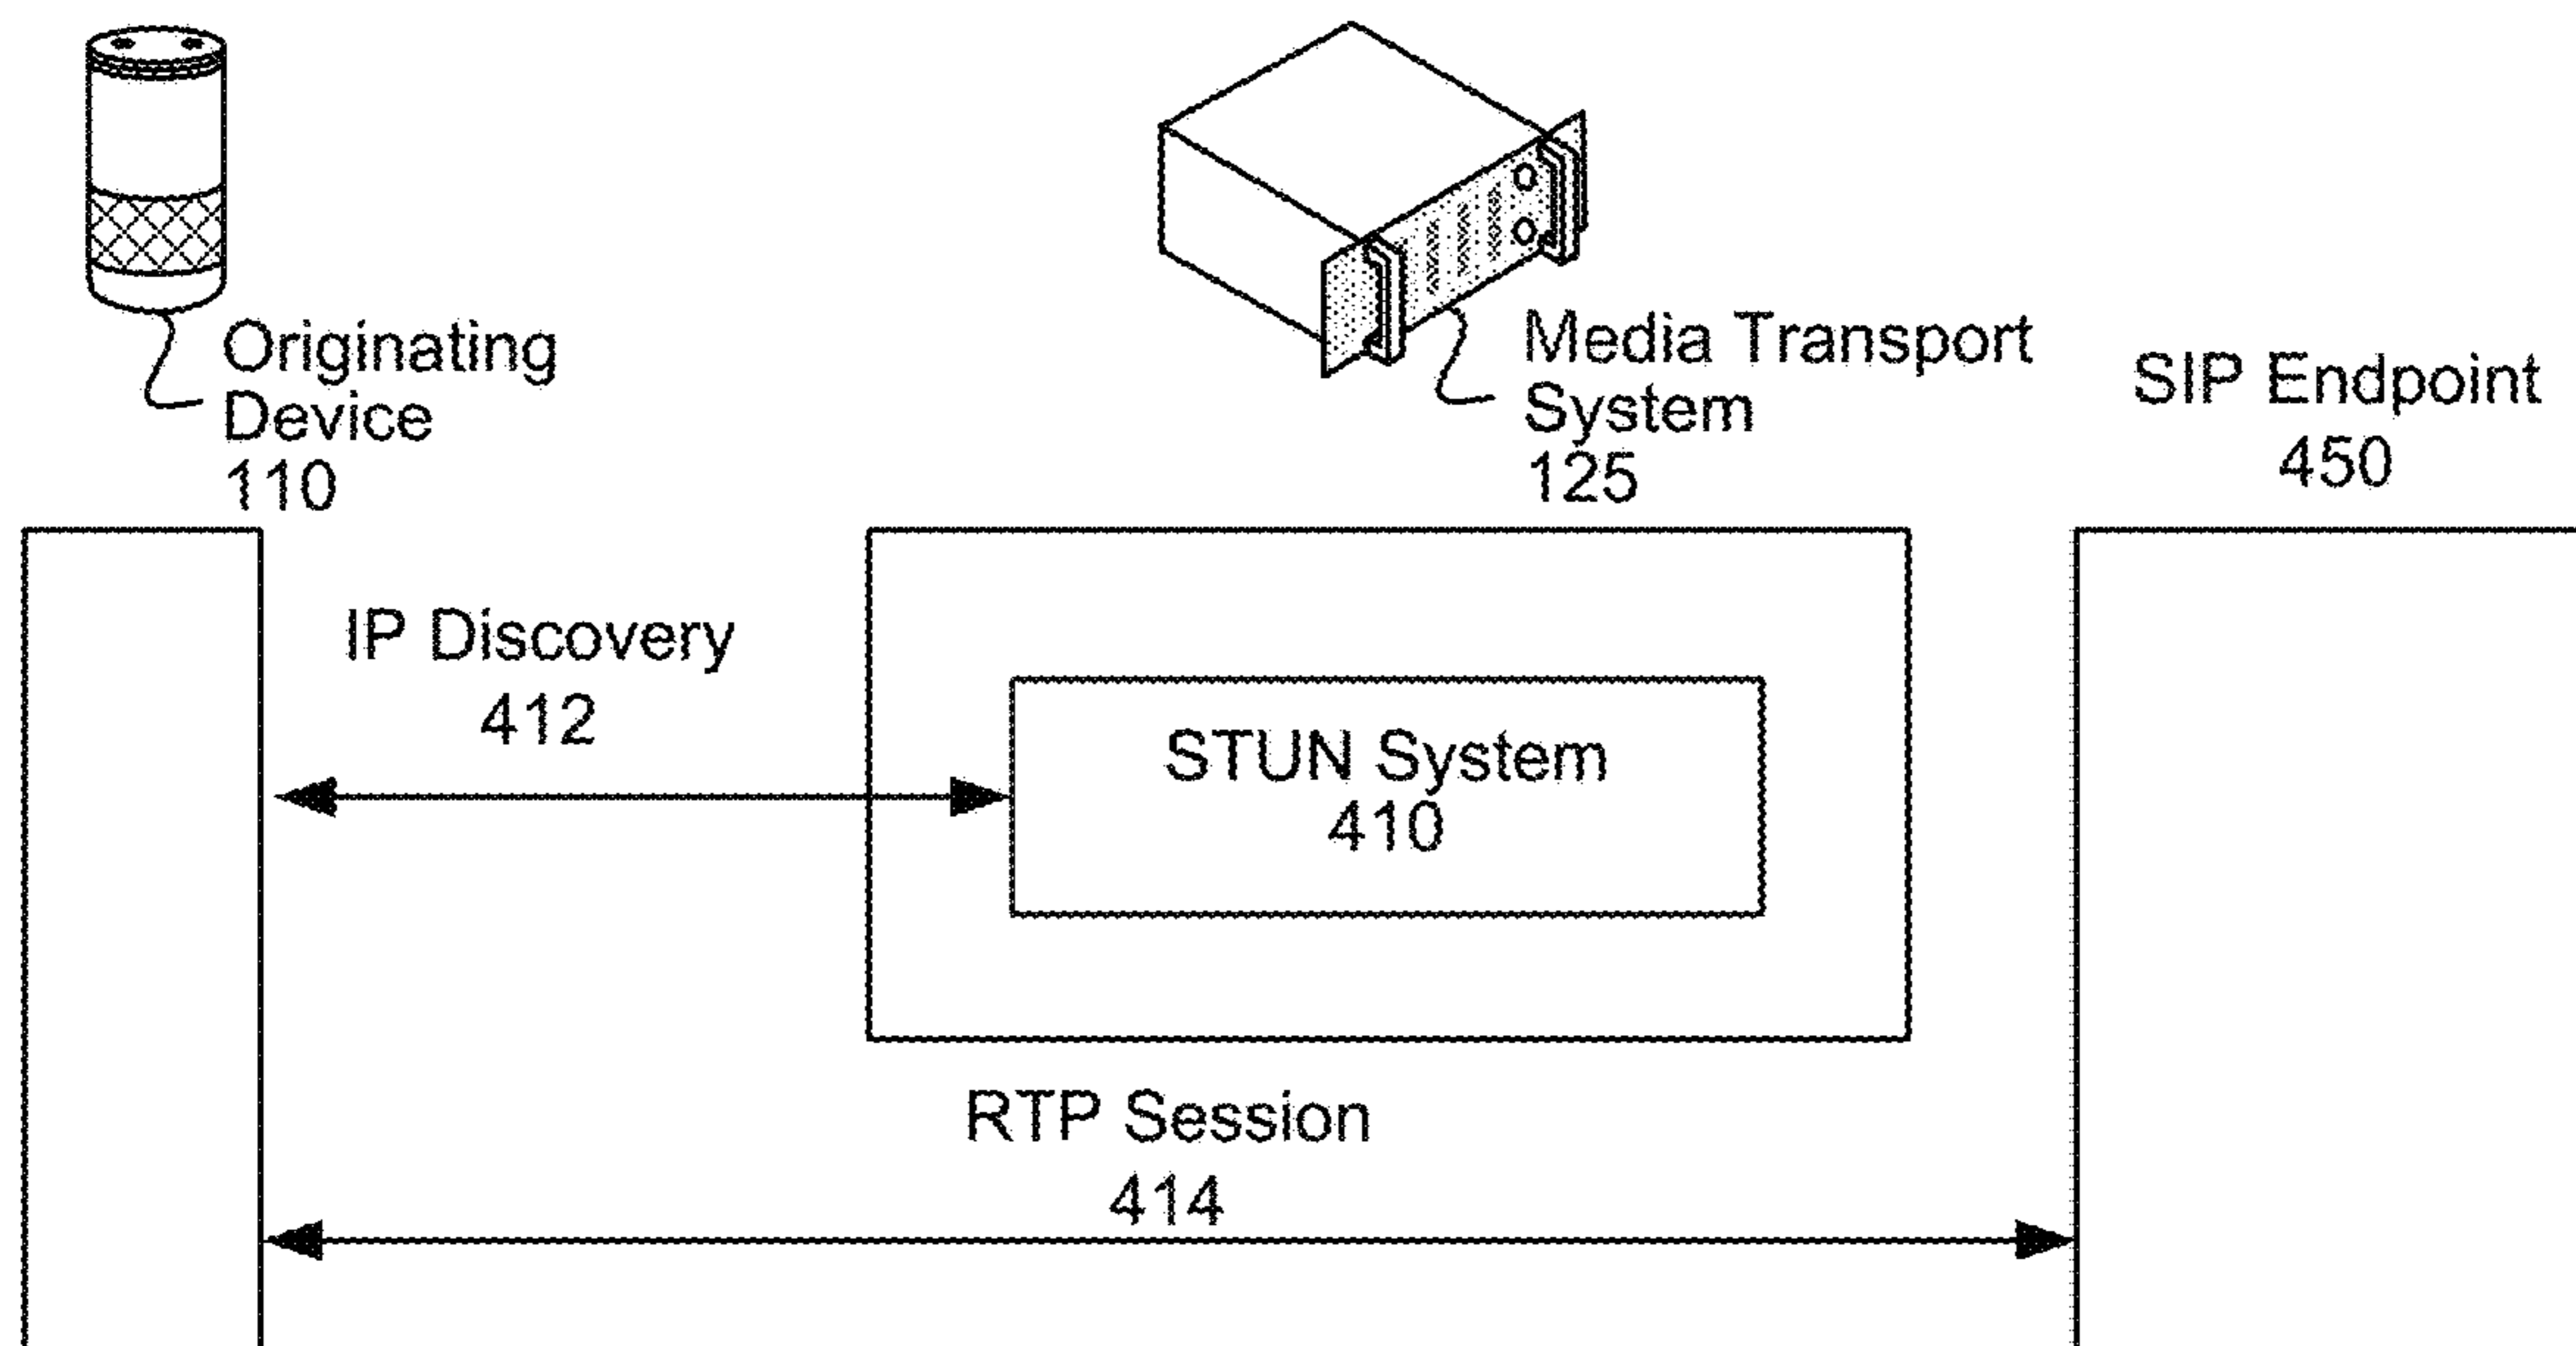 Originating
Device
110
Media Transport
System
125
SIP Endpoint
450
IP Discovery
412
STUN System
410
RTP Session
414